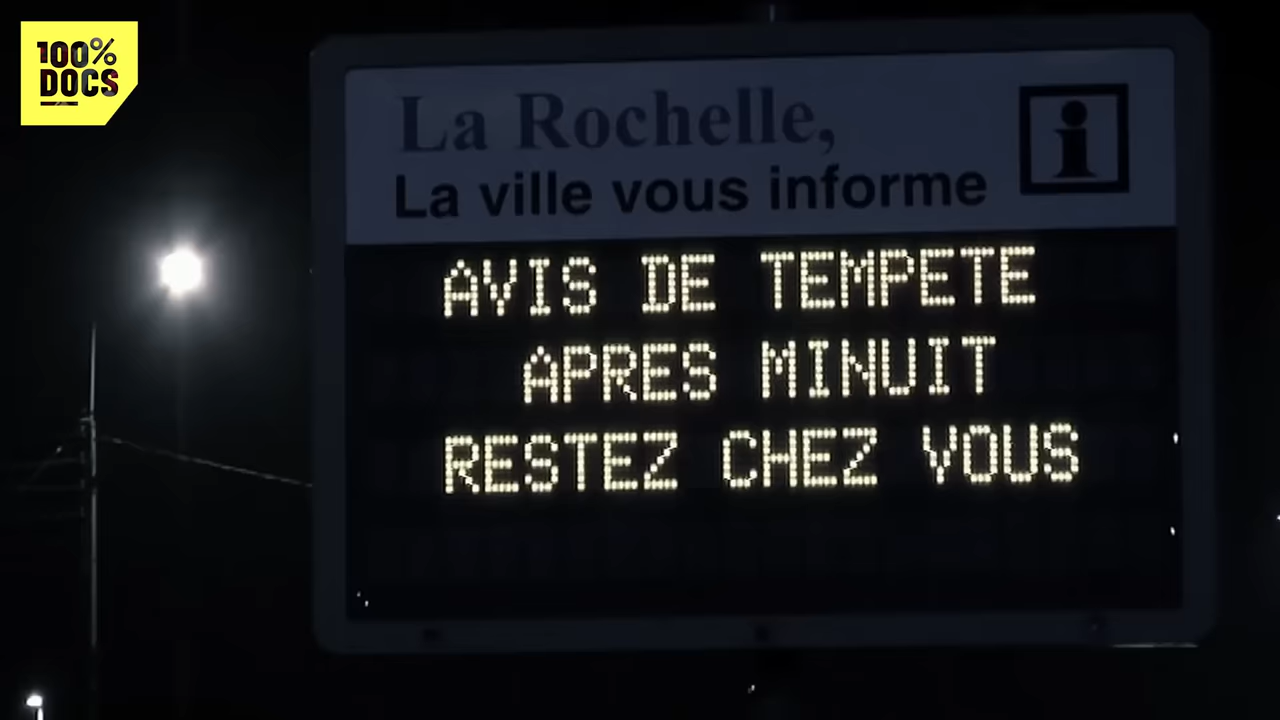 100%
DOCS
La Rochelle,
La ville vous informe
i
AVIS DE TEMPETE
APRES MINUIT
RESTEZ CHEZ VOUS